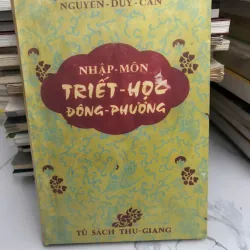 NGUYỄN-DUY-CẦN
NHẬP-MÔN
TRIẾT-HỌC
ĐÔNG-PHƯƠNG
TỦ SÁCH THU-GIANG